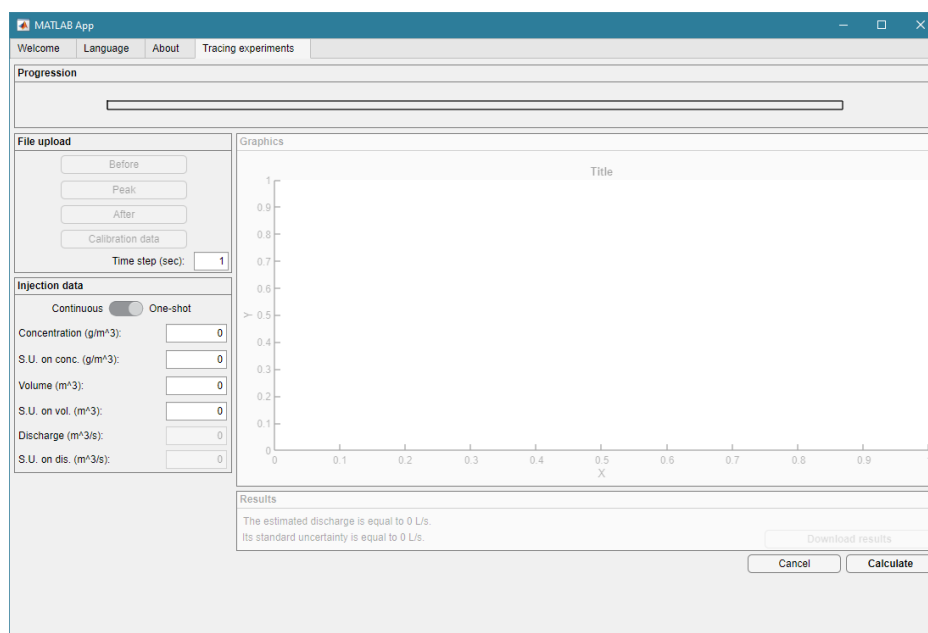 MATLAB App
Welcome Language About Tracing experiments
Progression
File upload
Before
Peak
After
Calibration data
Time step (sec): 1
Injection data
Continuous One-shot
Concentration (g/m^3): 0
S.U. on conc. (g/m^3): 0
Volume (m^3): 0
S.U. on vol. (m^3): 0
Discharge (m^3/s): 0
S.U. on dis. (m^3/s): 0
Graphics
Title
1
0.9
0.8
0.7
0.6
0.5
0.4
0.3
0.2
0.1
0
Y
0 0.1 0.2 0.3 0.4 0.5 0.6 0.7 0.8 0.9
X
Results
The estimated discharge is equal to 0 L/s.
Its standard uncertainty is equal to 0 L/s.
Download results
Cancel Calculate